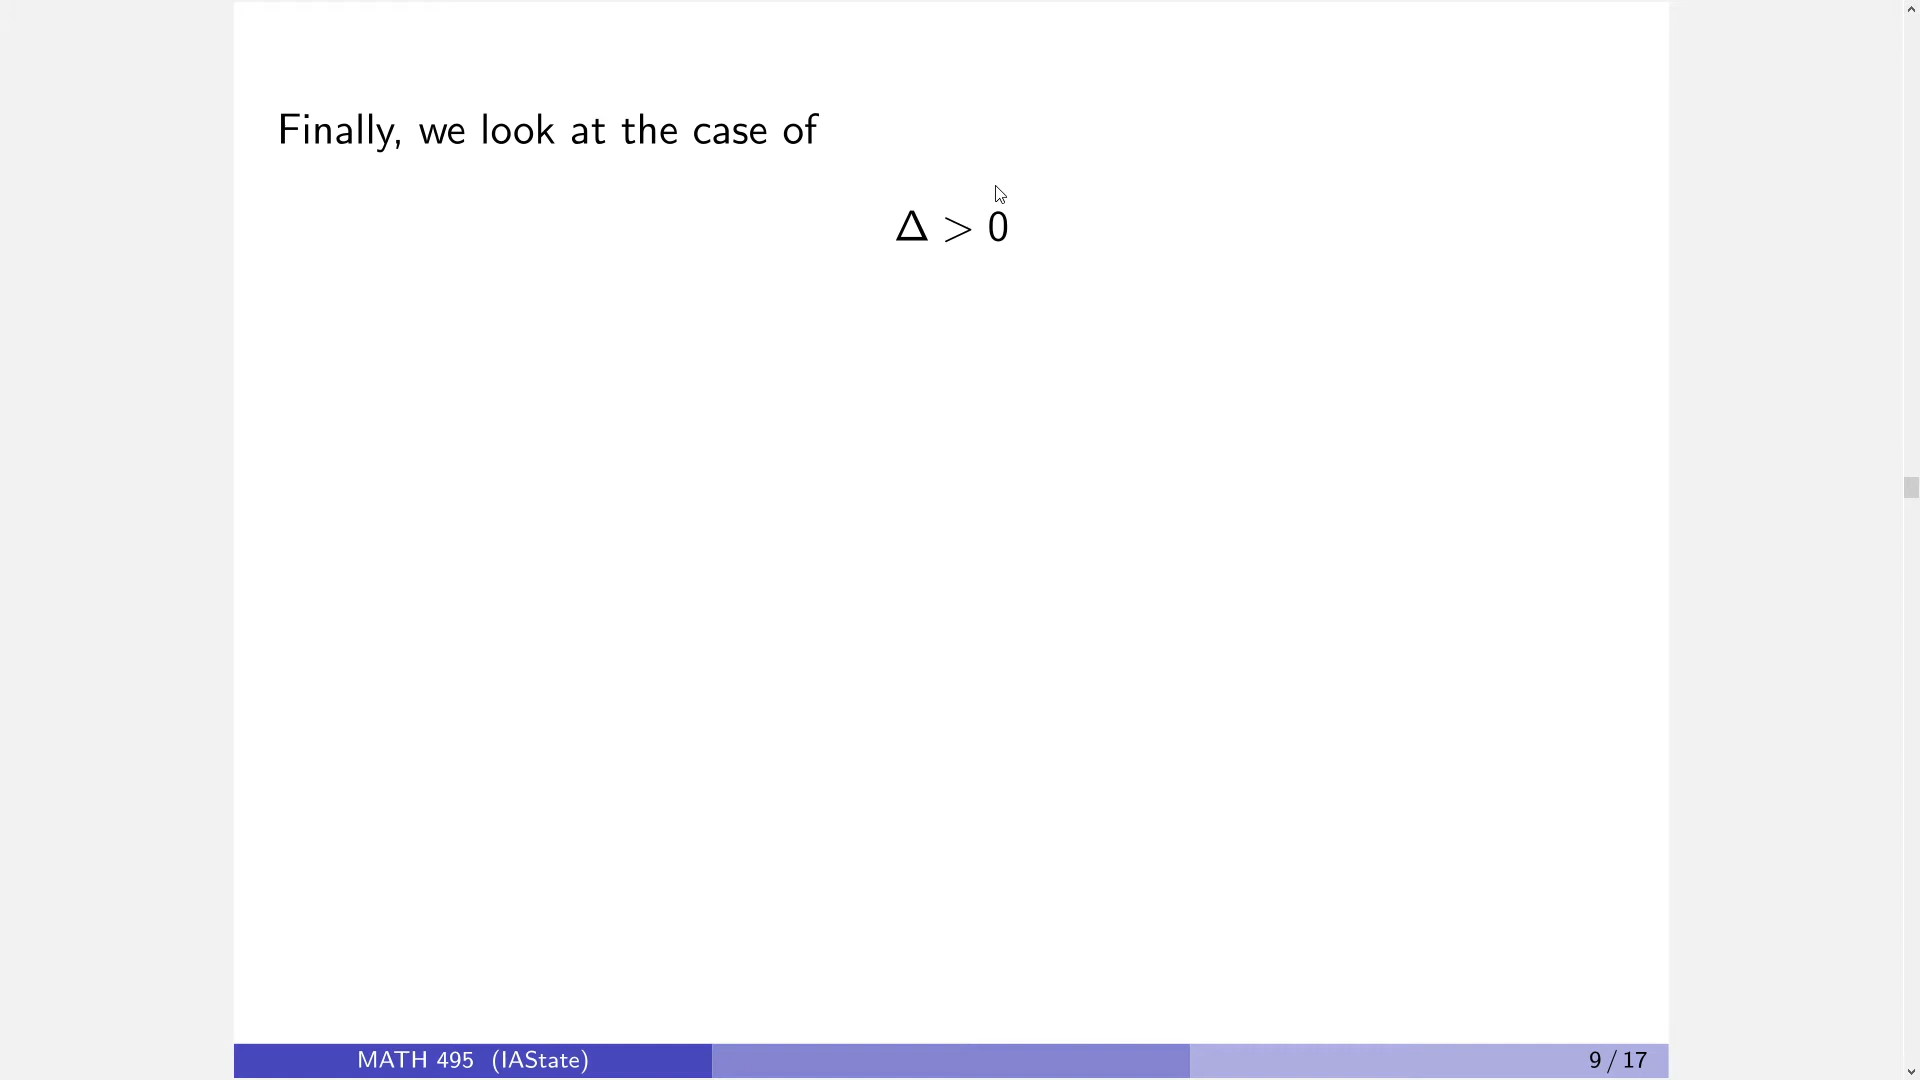 Finally, we look at the case of
Δ > 0
MATH 495 (IAState)
9 / 17